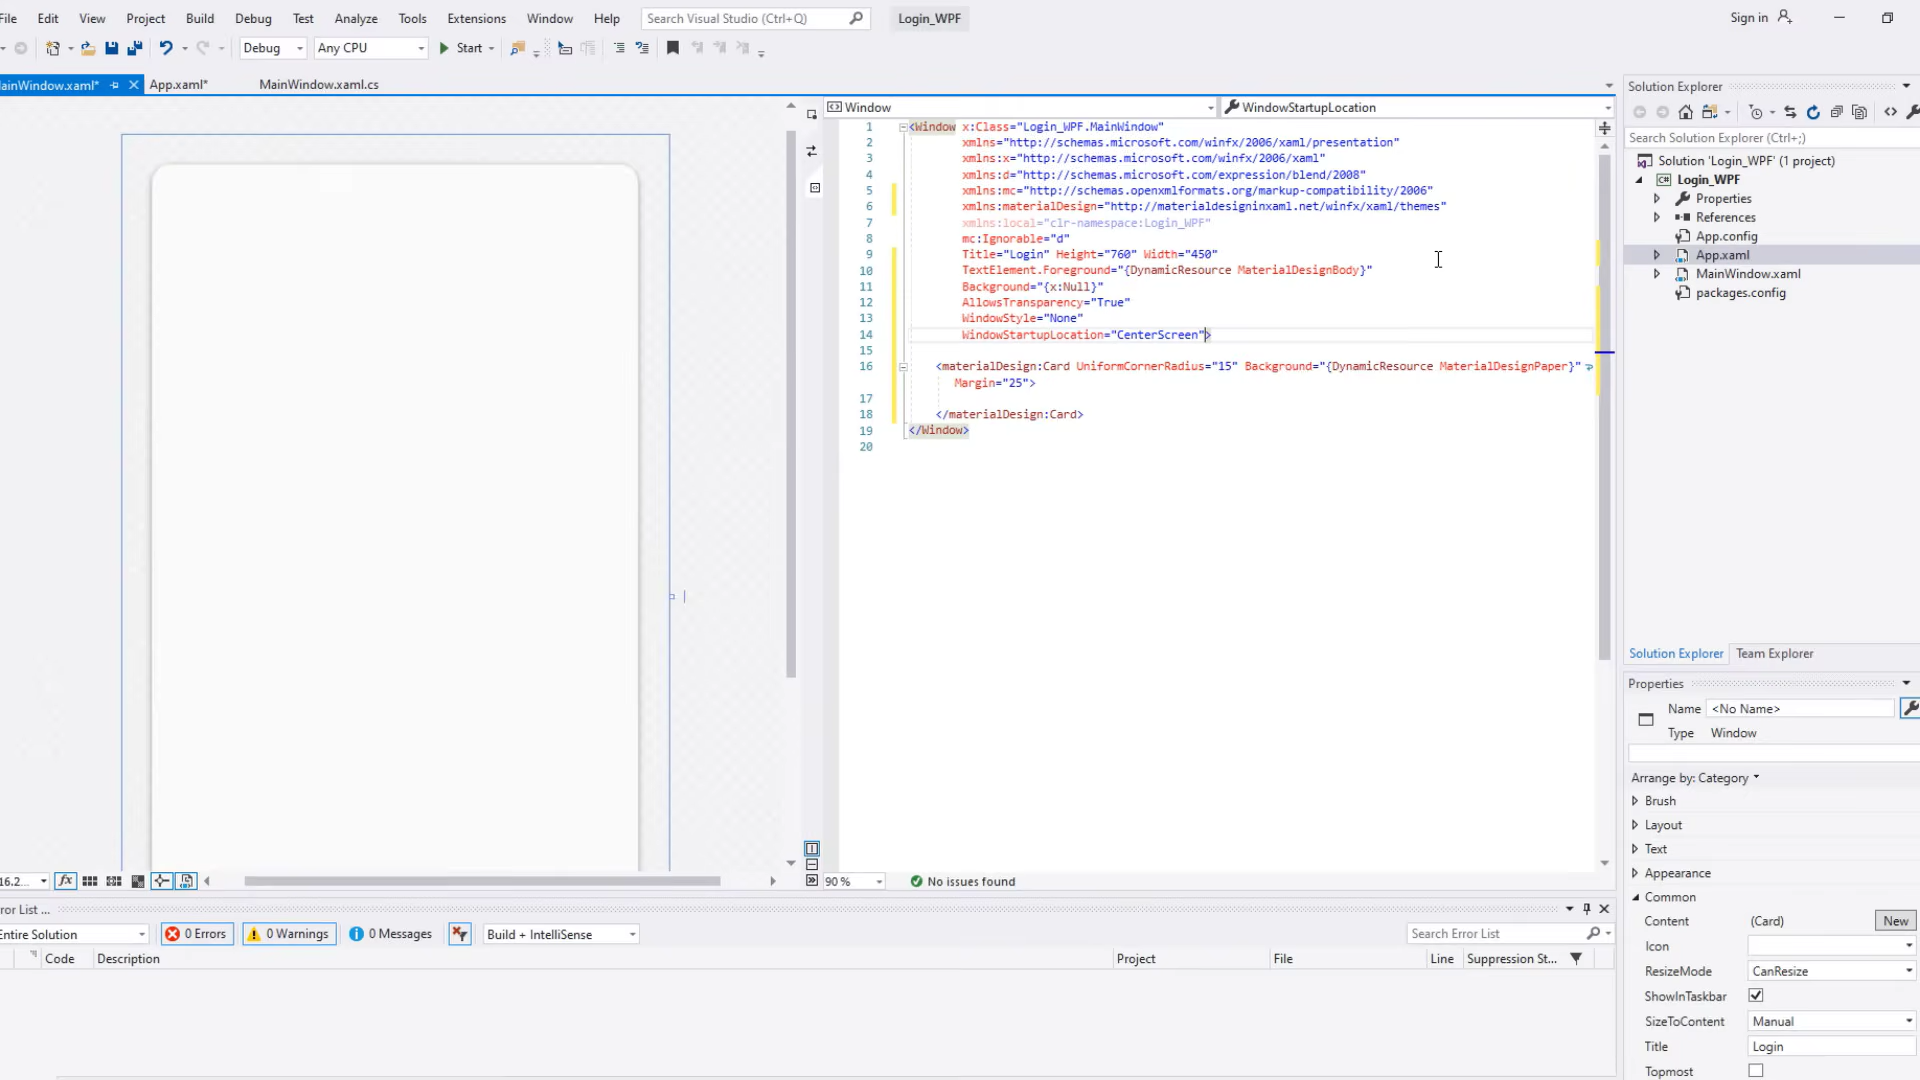 File Edit View Project Build Debug Test Analyze Tools Extensions Window Help Search Visual Studio (Ctrl+Q) Login_WPF Sign in
Debug Any CPU Start
MainWindow.xaml* App.xaml* MainWindow.xaml.cs
Window WindowStartupLocation
1 <Window x:Class="Login_WPF.MainWindow"
2 xmlns="http://schemas.microsoft.com/winfx/2006/xaml/presentation"
3 xmlns:x="http://schemas.microsoft.com/winfx/2006/xaml"
4 xmlns:d="http://schemas.microsoft.com/expression/blend/2008"
5 xmlns:mc="http://schemas.openxmlformats.org/markup-compatibility/2006"
6 xmlns:materialDesign="http://materialdesigninxaml.net/winfx/xaml/themes"
7 xmlns:local="clr-namespace:Login_WPF"
8 mc:Ignorable="d"
9 Title="Login" Height="760" Width="450"
10 TextElement.Foreground="{DynamicResource MaterialDesignBody}"
11 Background="{x:Null}"
12 AllowsTransparency="True"
13 WindowStyle="None"
14 WindowStartupLocation="CenterScreen">
15
16 <materialDesign:Card UniformCornerRadius="15" Background="{DynamicResource MaterialDesignPaper}"
Margin="25">
17
18 </materialDesign:Card>
19 </Window>
20
16.2... fx 90 % No issues found
Solution Explorer
Search Solution Explorer (Ctrl+;)
Solution 'Login_WPF' (1 project)
Login_WPF
Properties
References
App.config
App.xaml
MainWindow.xaml
packages.config
Solution Explorer Team Explorer
Properties
Name <No Name>
Type Window
Arrange by: Category
Brush
Layout
Text
Appearance
Common
Content (Card) New
Icon
ResizeMode CanResize
ShowInTaskbar
SizeToContent Manual
Title Login
Topmost
Error List ...
Entire Solution 0 Errors 0 Warnings 0 Messages Build + IntelliSense Search Error List
Code Description Project File Line Suppression St...